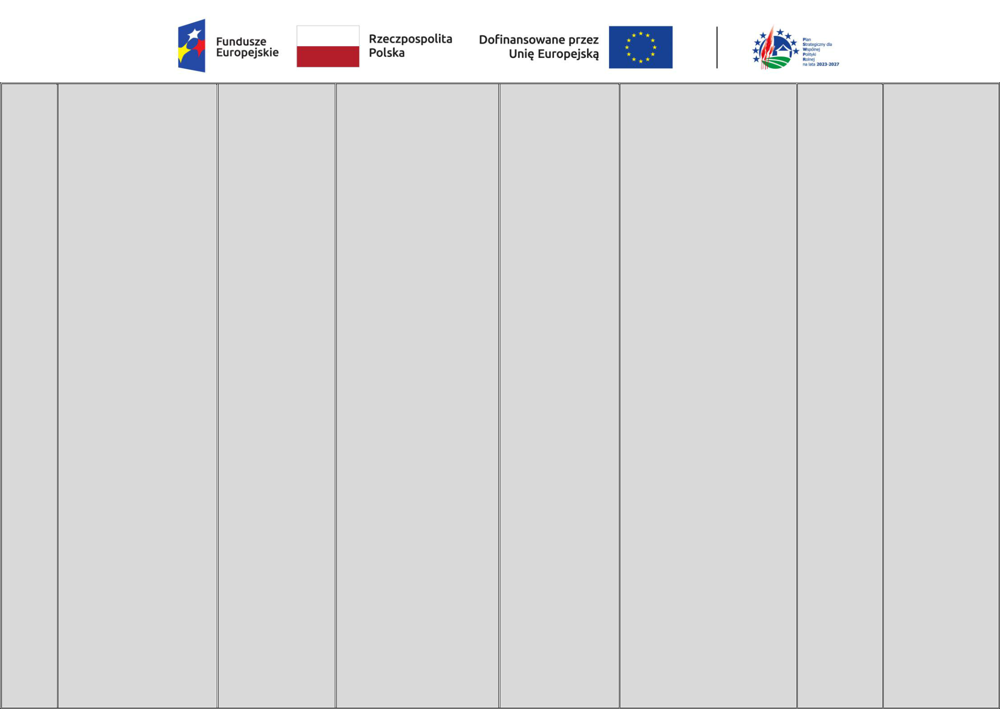 Fundusze
Europejskie
Rzeczpospolita
Polska
Dofinansowane przez
Unię Europejską
Plan
Strategiczny dla
Wspólnej
Polityki
Rolnej
na lata 2023-2027